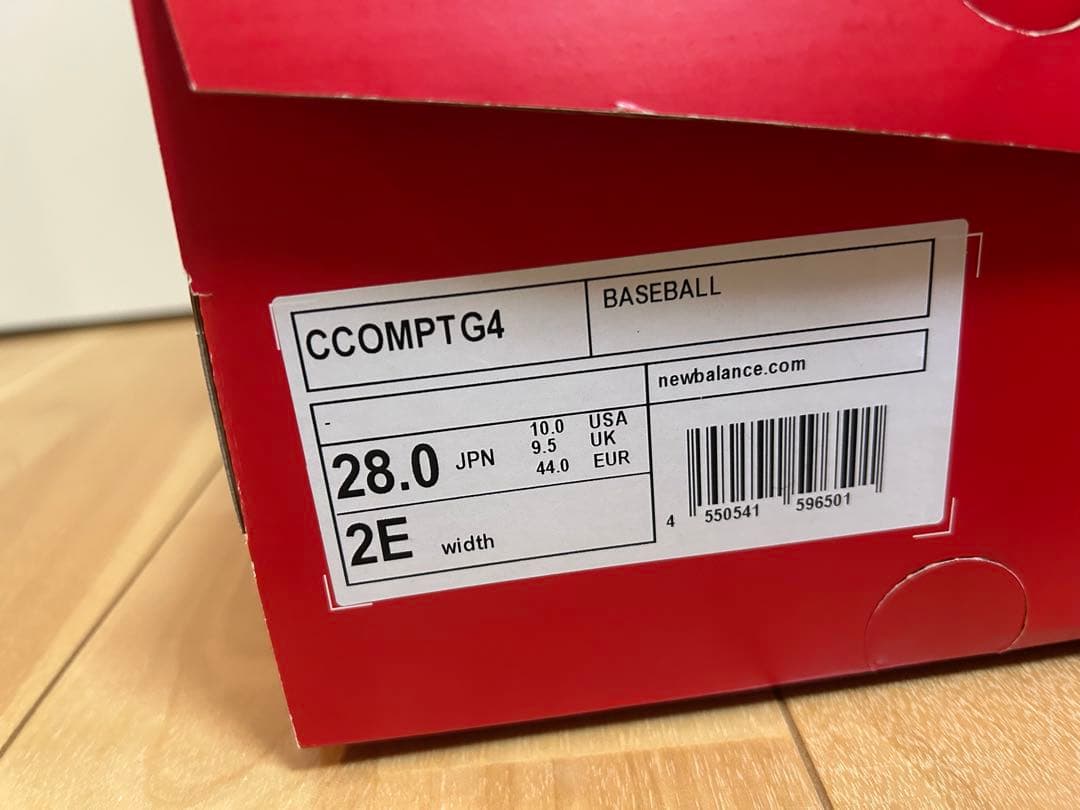 CCOMPTG4
BASEBALL
newbalance.com
-
28.0 JPN
10.0 USA
9.5 UK
44.0 EUR
2E width
4 550541 596501